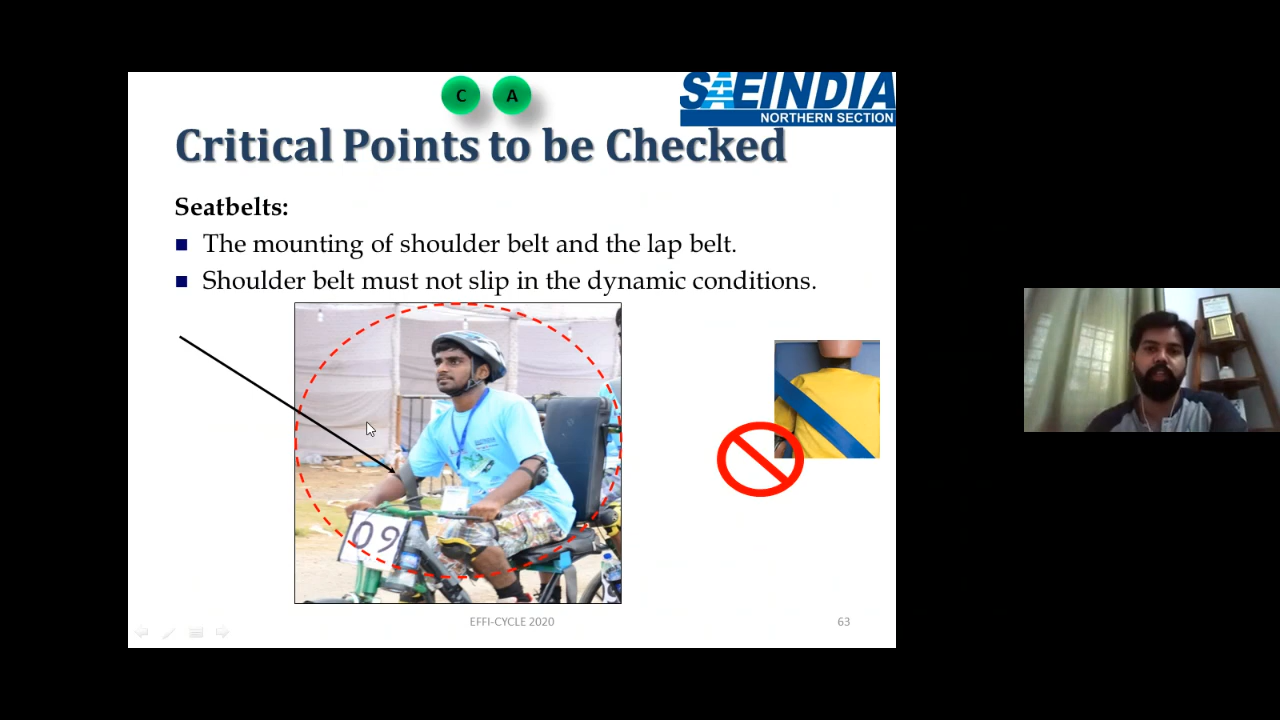 C A
SAEINDIA
NORTHERN SECTION
Critical Points to be Checked
Seatbelts:
The mounting of shoulder belt and the lap belt.
Shoulder belt must not slip in the dynamic conditions.
09
EFFI-CYCLE 2020
63